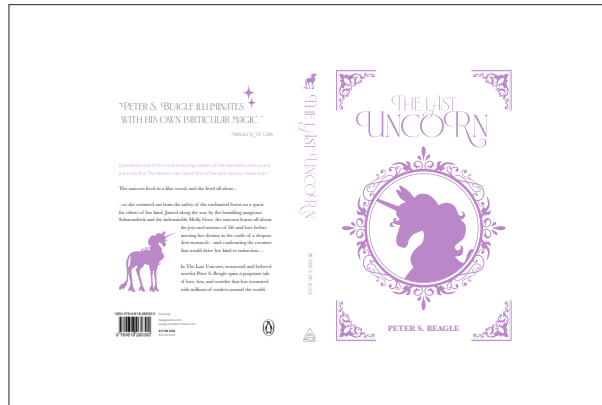 "PETER S. BEAGLE ILLUMINATES
WITH HIS OWN PARTICULAR MAGIC."
Experience one of the most enduring classics of the twentieth century and
the book that The Atlantic has called "one of the best fantasy novels ever."
The unicorn lived in a lilac wood, and she lived all alone...
...so she ventured out from the safety of the enchanted forest on a quest
for others of her kind. Joined along the way by the bumbling magician
Schmendrick and the indomitable Molly Grue, the unicorn learns all about
the joys and sorrows of life and love before
meeting her destiny in the castle of a despon-
dent monarch—and confronting the creature
that would drive her kind to extinction....
In The Last Unicorn, renowned and beloved
novelist Peter S. Beagle spins a poignant tale
of love, loss, and wonder that has resonated
with millions of readers around the world.
THE LAST UNICORN
PETER S. BEAGLE
ACE
THE LAST
UNCORN
PETER S. BEAGLE